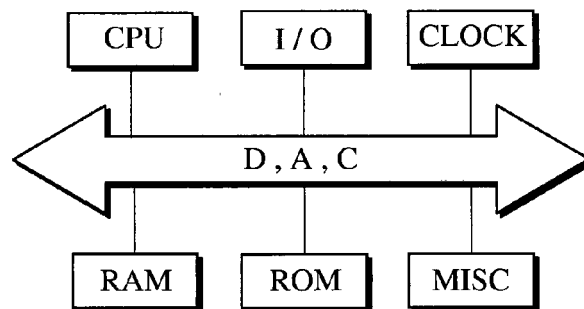 CPU
I / O
CLOCK
D , A , C
RAM
ROM
MISC